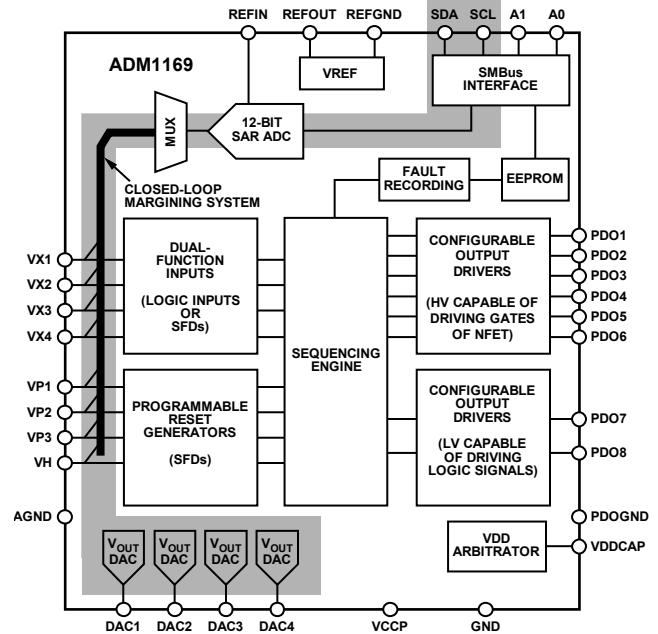 REFIN REFOUT REFGND SDA SCL A1 A0
ADM1169
VREF
SMBus
INTERFACE
MUX
12-BIT
SAR ADC
CLOSED-LOOP
MARGINING SYSTEM
FAULT
RECORDING
EEPROM
VX1
VX2
VX3
VX4
VP1
VP2
VP3
VH
AGND
DUAL-
FUNCTION
INPUTS
(LOGIC INPUTS
OR
SFDs)
PROGRAMMABLE
RESET
GENERATORS
(SFDs)
SEQUENCING
ENGINE
CONFIGURABLE
OUTPUT
DRIVERS
(HV CAPABLE OF
DRIVING GATES
OF NFET)
CONFIGURABLE
OUTPUT
DRIVERS
(LV CAPABLE
OF DRIVING
LOGIC SIGNALS)
PDO1
PDO2
PDO3
PDO4
PDO5
PDO6
PDO7
PDO8
PDOGND
VDDCAP
VDD
ARBITRATOR
VOUT
DAC
VOUT
DAC
VOUT
DAC
VOUT
DAC
DAC1 DAC2 DAC3 DAC4 VCCP GND